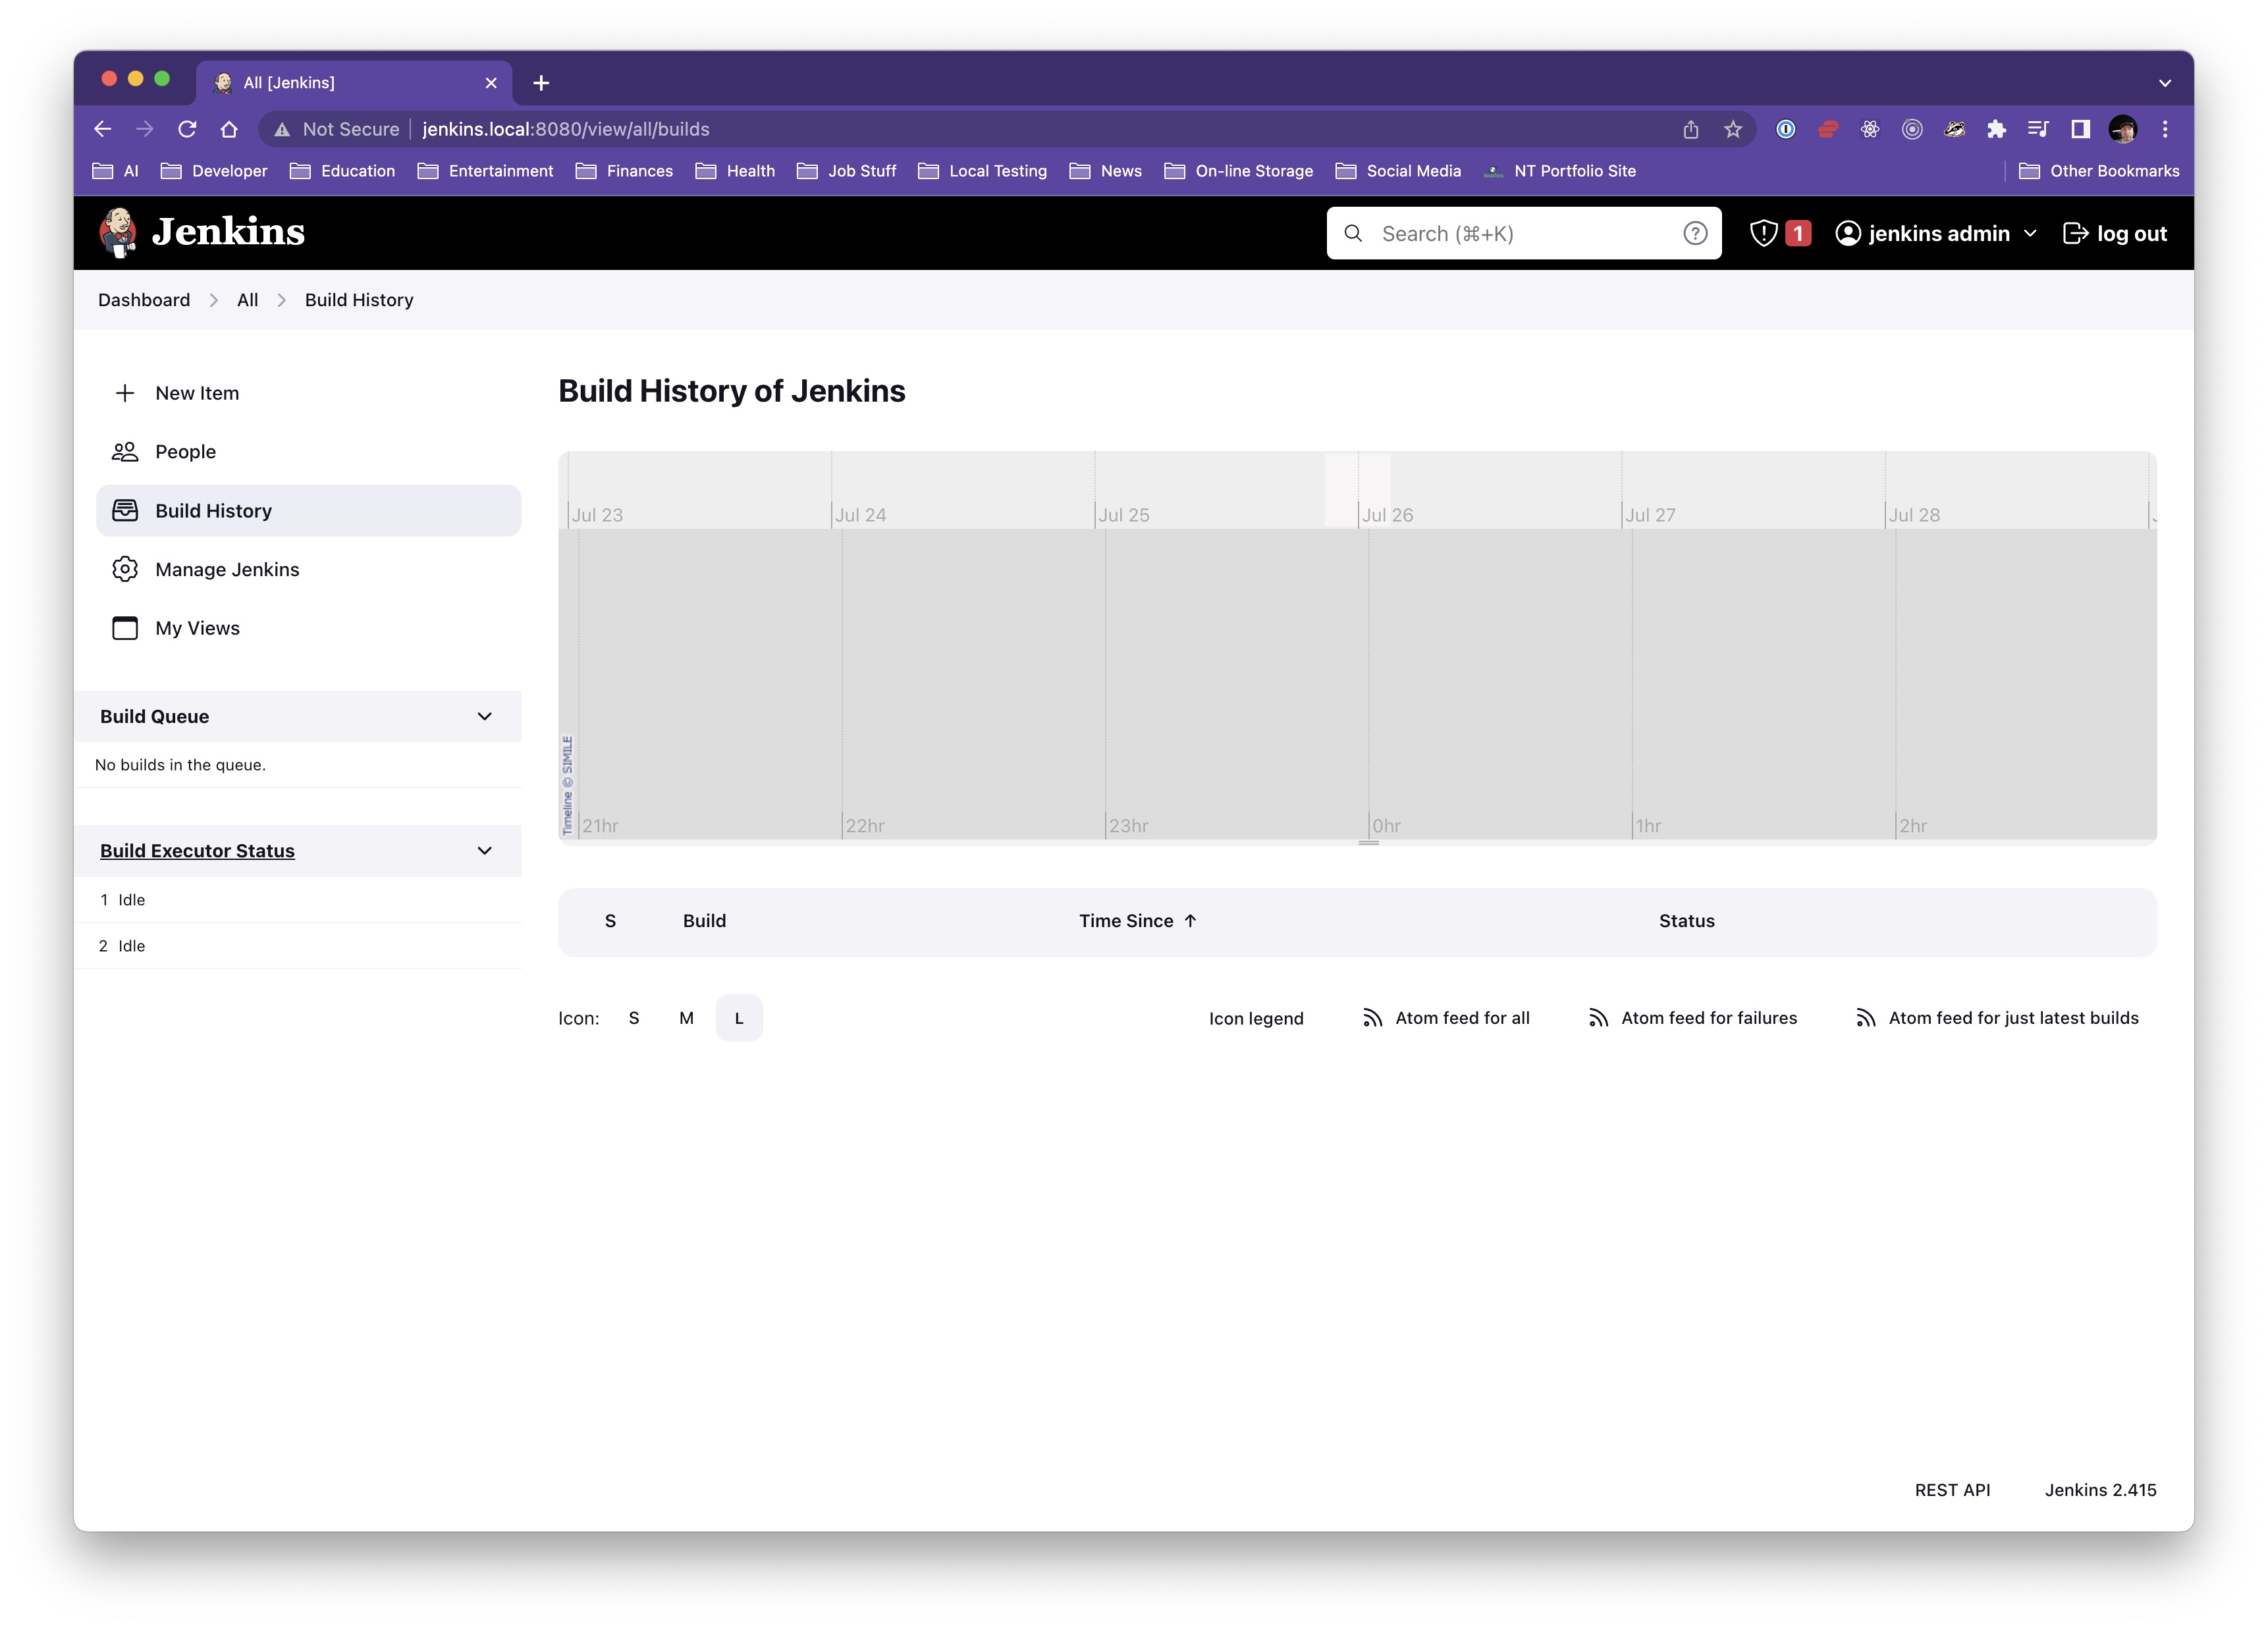 All [Jenkins]
Not Secure jenkins.local:8080/view/all/builds
AI Developer Education Entertainment Finances Health Job Stuff Local Testing News On-line Storage Social Media NT Portfolio Site Other Bookmarks
Jenkins Search (⌘+K) 1 jenkins admin log out
Dashboard All Build History
New Item
People
Build History
Manage Jenkins
My Views
Build Queue
No builds in the queue.
Build Executor Status
1 Idle
2 Idle
Build History of Jenkins
Jul 23 Jul 24 Jul 25 Jul 26 Jul 27 Jul 28
Timeline © SIMILE
21hr 22hr 23hr 0hr 1hr 2hr
S Build Time Since ↑ Status
Icon: S M L Icon legend Atom feed for all Atom feed for failures Atom feed for just latest builds
REST API Jenkins 2.415